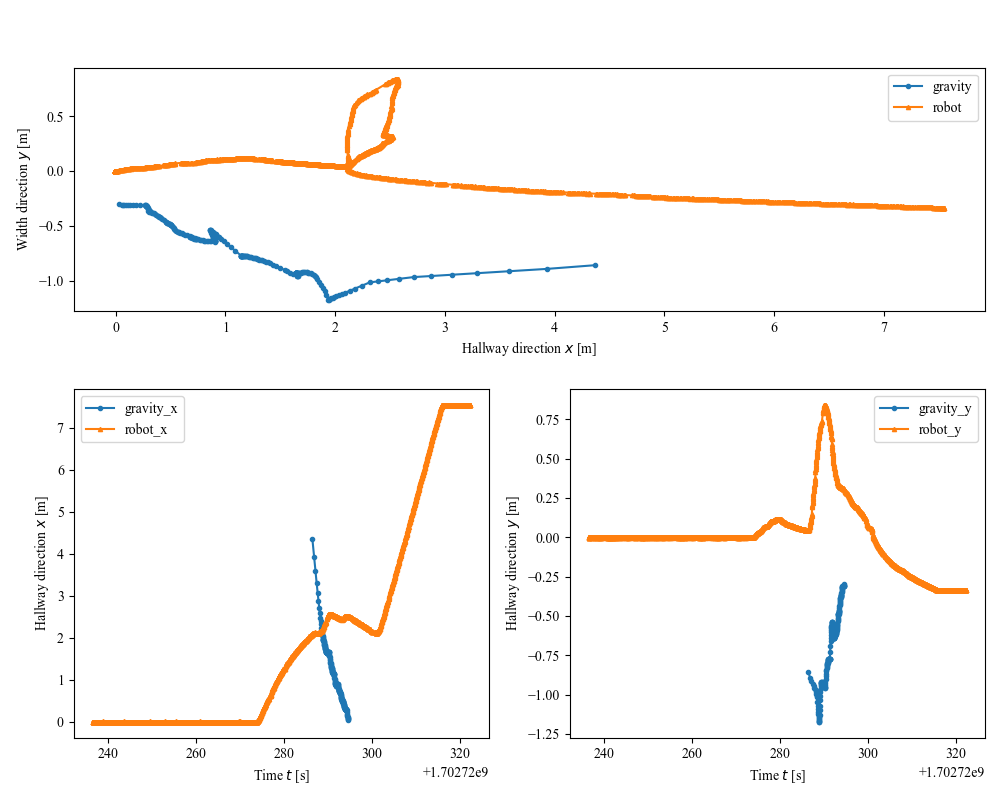 gravity
robot
0.5
0.0
−0.5
−1.0
Width direction y [m]
0 1 2 3 4 5 6 7
Hallway direction x [m]
gravity_x
robot_x
7
6
5
4
3
2
1
0
Hallway direction x [m]
240 260 280 300 320
+1.70272e9
Time t [s]
gravity_y
robot_y
0.75
0.50
0.25
0.00
−0.25
−0.50
−0.75
−1.00
−1.25
Hallway direction y [m]
240 260 280 300 320
+1.70272e9
Time t [s]